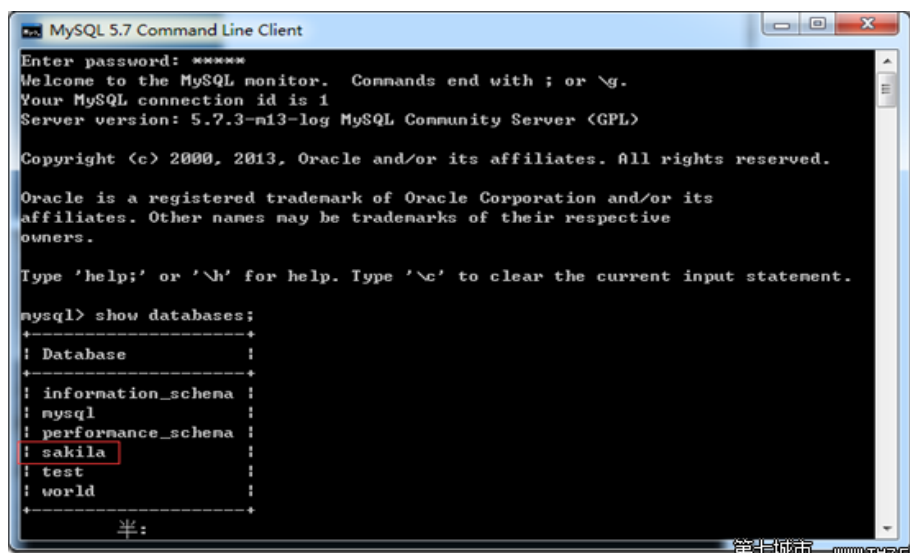 MySQL 5.7 Command Line Client
Enter password: *****
Welcome to the MySQL monitor.  Commands end with ; or \g.
Your MySQL connection id is 1
Server version: 5.7.3-m13-log MySQL Community Server (GPL)
Copyright (c) 2000, 2013, Oracle and/or its affiliates. All rights reserved.
Oracle is a registered trademark of Oracle Corporation and/or its
affiliates. Other names may be trademarks of their respective
owners.
Type 'help;' or '\h' for help. Type '\c' to clear the current input statement.
mysql> show databases;
+--------------------+
| Database           |
+--------------------+
| information_schema |
| mysql              |
| performance_schema |
| sakila             |
| test               |
| world              |
+--------------------+
半: